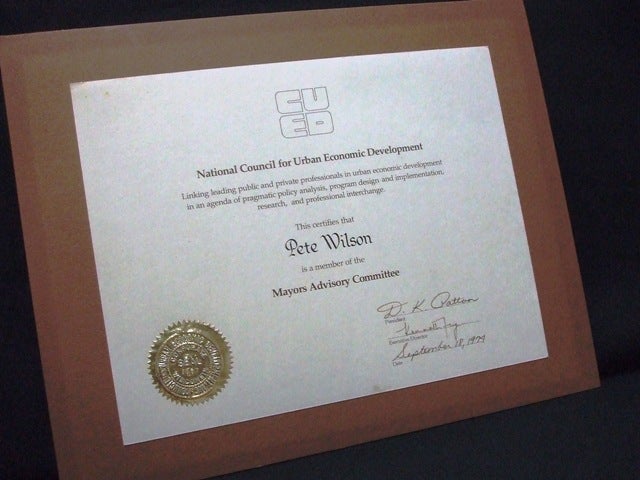 CU
ED
National Council for Urban Economic Development
Linking leading public and private professionals in urban economic development
in an agenda of pragmatic policy analysis, program design and implementation,
research, and professional interchange.
This certifies that
Pete Wilson
is a member of the
Mayors Advisory Committee
D. K. Patton
President
Executive Director
September 18, 1979
Date